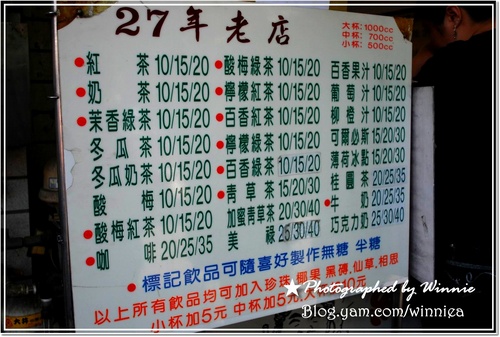 27年老店
大杯:1000cc
中杯:700cc
小杯:500cc
●紅茶 10/15/20
●奶茶 10/15/20
●茉香綠茶 10/15/20
冬瓜茶 10/15/20
冬瓜奶茶 10/15/20
酸梅 10/15/20
●酸梅紅茶 10/15/20
●咖啡 20/25/35
●酸梅綠茶 10/15/20
●檸檬紅茶 10/15/20
●百香紅茶 10/15/20
●檸檬綠茶 10/15/20
●百香綠茶 10/15/20
●青草茶 15/20/30
加蜜青草茶 20/30/40
美祿 25/30/40
百香果汁 10/15/20
葡萄汁 10/15/20
柳橙汁 10/15/20
可爾必斯 15/20/30
薄荷冰點 15/20/30
桂圓茶 20/25/35
●牛奶 20/25/35
巧克力奶 25/30/40
●標記飲品可隨喜好製作無糖 半糖
以上所有飲品均可加入珍珠,椰果,黑磚,仙草,相思
小杯加5元 中杯加5元 大杯加10元
Photographed by Winnie
Blog.yam.com/winniea